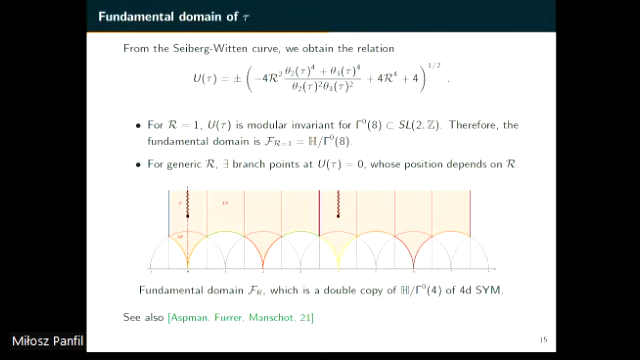 Fundamental domain of τ
From the Seiberg-Witten curve, we obtain the relation
U(τ) = ± ( −4R² (θ₂(τ)⁴ + θ₃(τ)⁴) / (θ₂(τ)²θ₃(τ)²) + 4R⁴ + 4 )^{1/2} .
• For R = 1, U(τ) is modular invariant for Γ⁰(8) ⊂ SL(2, ℤ). Therefore, the
fundamental domain is F_{R=1} = ℍ/Γ⁰(8).
• For generic R, ∃ branch points at U(τ) = 0, whose position depends on R.
Fundamental domain F_R, which is a double copy of ℍ/Γ⁰(4) of 4d SYM.
See also [Aspman, Furrer, Manschot, 21]
Miłosz Panfil
15